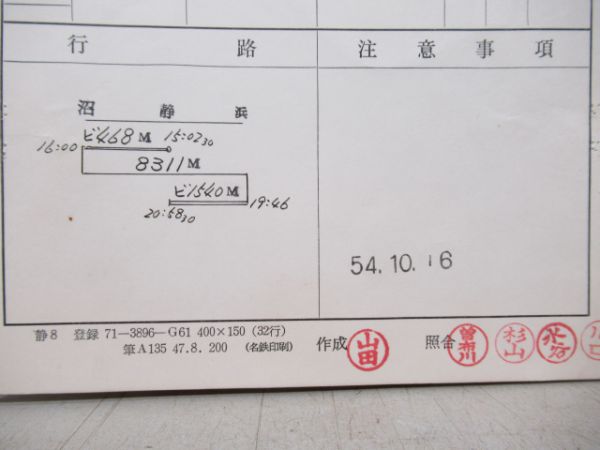 行路
注意事項
沼 静 浜
ビ468M 15:02 30
16:00
8311M
ビ1540M
20:58 30
19:46
54.10.16
静8 登録 71—3896—G61 400×150 (32行)
筆A135 47.8.200 (名鉄印刷)
作成 山田
照合 曽布川 杉山